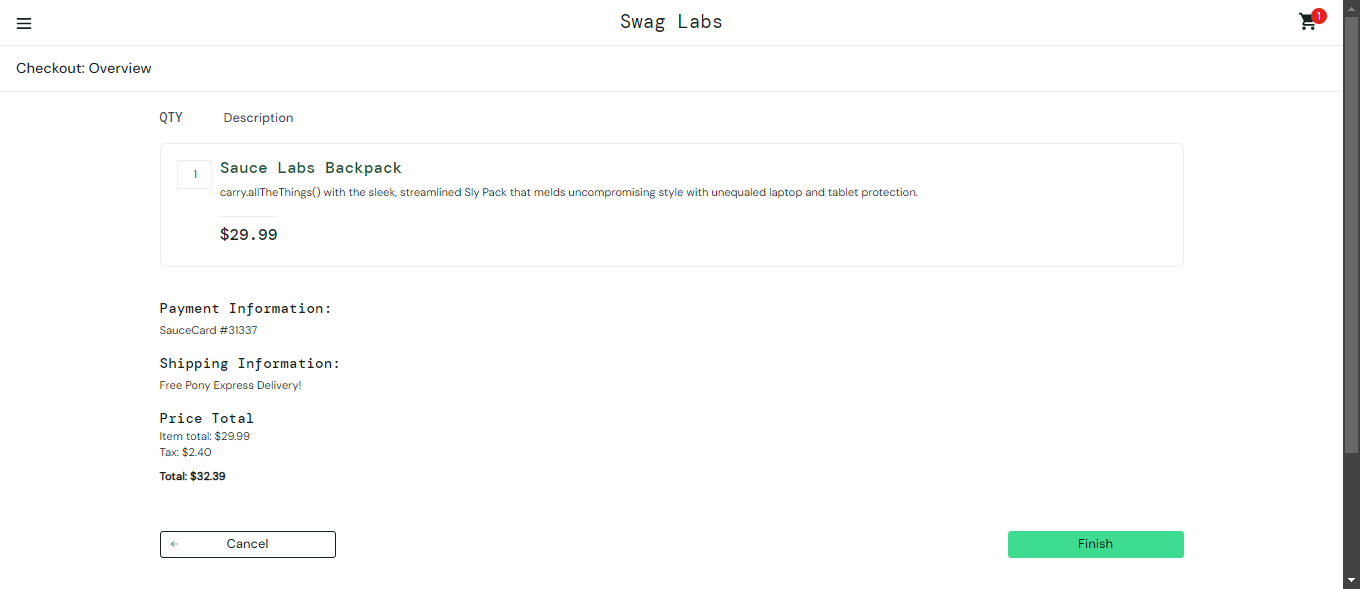 Swag Labs
1
Checkout: Overview
QTY Description
1
Sauce Labs Backpack
carry.allTheThings() with the sleek, streamlined Sly Pack that melds uncompromising style with unequaled laptop and tablet protection.
$29.99
Payment Information:
SauceCard #31337
Shipping Information:
Free Pony Express Delivery!
Price Total
Item total: $29.99
Tax: $2.40
Total: $32.39
Cancel
Finish